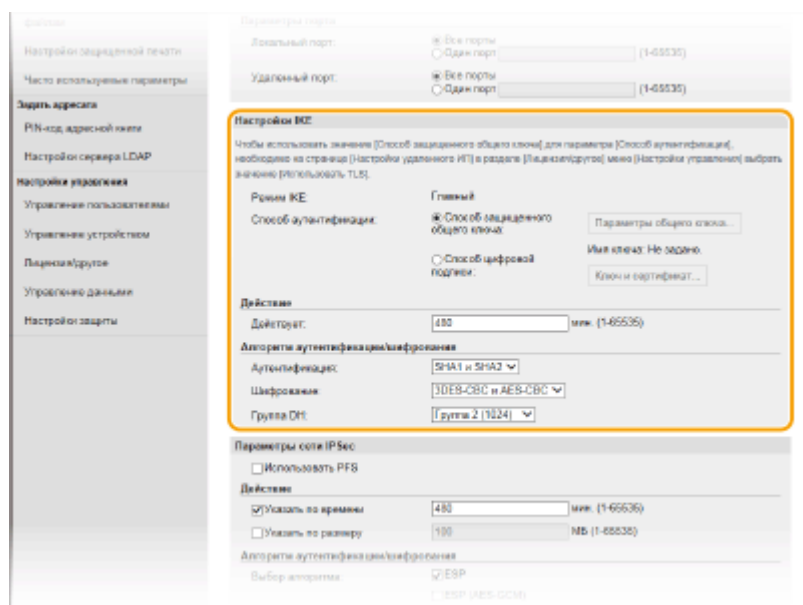 Параметры порта
Локальный порт: Все порты
Один порт (1-65535)
Настройки защищенной печати
Часто используемые параметры
Удаленный порт: Все порты
Один порт (1-65535)
Задать адресата
PIN-код адресной книги
Настройки сервера LDAP
Настройки управления
Управление пользователями
Управление устройством
Лицензия/другое
Управление данными
Настройки защиты
Настройки IKE
Чтобы использовать значение [Способ защищенного общего ключа] для параметра [Способ аутентификации],
необходимо на странице [Настройки удаленного ИП] в разделе [Лицензия/другое] меню [Настройки управления] выбрать
значение [Использовать TLS].
Режим IKE: Главный
Способ аутентификации: Способ защищенного
общего ключа: Параметры общего ключа...
Имя ключа: Не задано.
Способ цифровой
подписи: Ключ и сертификат...
Действие
Действует: 480 мин. (1-65535)
Алгоритм аутентификации/шифрования
Аутентификация: SHA1 и SHA2
Шифрование: 3DES-CBC и AES-CBC
Группа DH: Группа 2 (1024)
Параметры сети IPSec
Использовать PFS
Действие
Указать по времени 480 мин. (1-65535)
Указать по размеру 100 МБ (1-65535)
Алгоритм аутентификации/шифрования
Выбор алгоритма: ESP
ESP (AES-GCM)